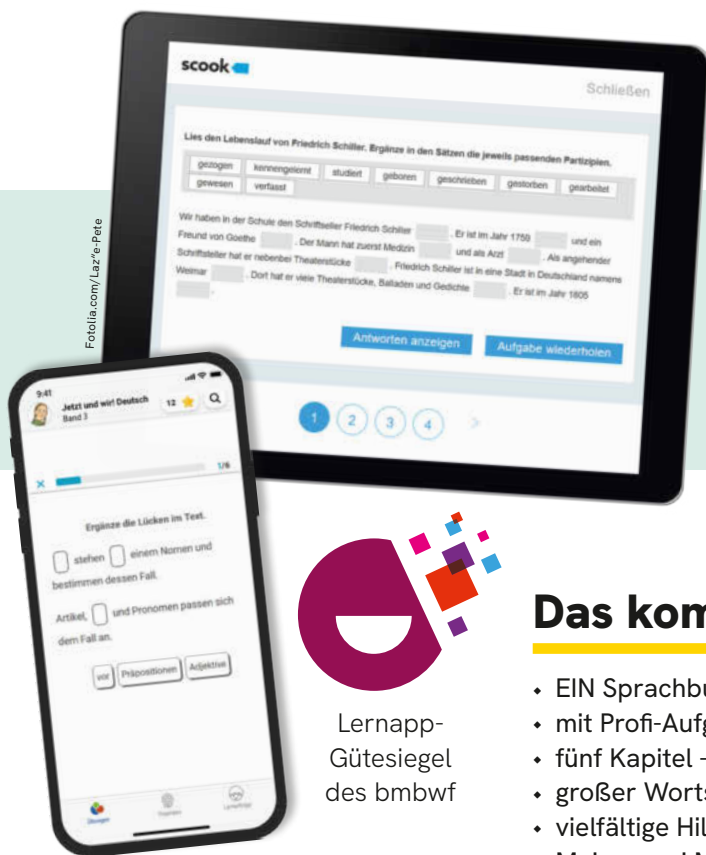 scook
Schließen
Lies den Lebenslauf von Friedrich Schiller. Ergänze in den Sätzen die jeweils passenden Partizipien.
gezogen kennengelernt studiert geboren geschrieben gestorben gearbeitet
gewesen verfasst
Wir haben in der Schule den Schriftseller Friedrich Schiller . Er ist im Jahr 1759 und ein
Freund von Goethe . Der Mann hat zuerst Medizin und als Arzt . Als angehender
Schriftsteller hat er nebenbei Theaterstücke . Friedrich Schiller ist in eine Stadt in Deutschland namens
Weimar . Dort hat er viele Theaterstücke, Balladen und Gedichte . Er ist im Jahr 1805
.
Antworten anzeigen Aufgabe wiederholen
1 2 3 4 >
Fotolia.com/Laz"e-Pete
9:41
Jetzt und wir! Deutsch 12
Band 3
× 1/6
Ergänze die Lücken im Text.
stehen einem Nomen und
bestimmen dessen Fall.
Artikel, und Pronomen passen sich
dem Fall an.
vor Präpositionen Adjektive
Übungen
Lernapp-
Gütesiegel
des bmbwf
Das kom
• EIN Sprachbu
• mit Profi-Aufg
• fünf Kapitel -
• großer Worts
• vielfältige Hil